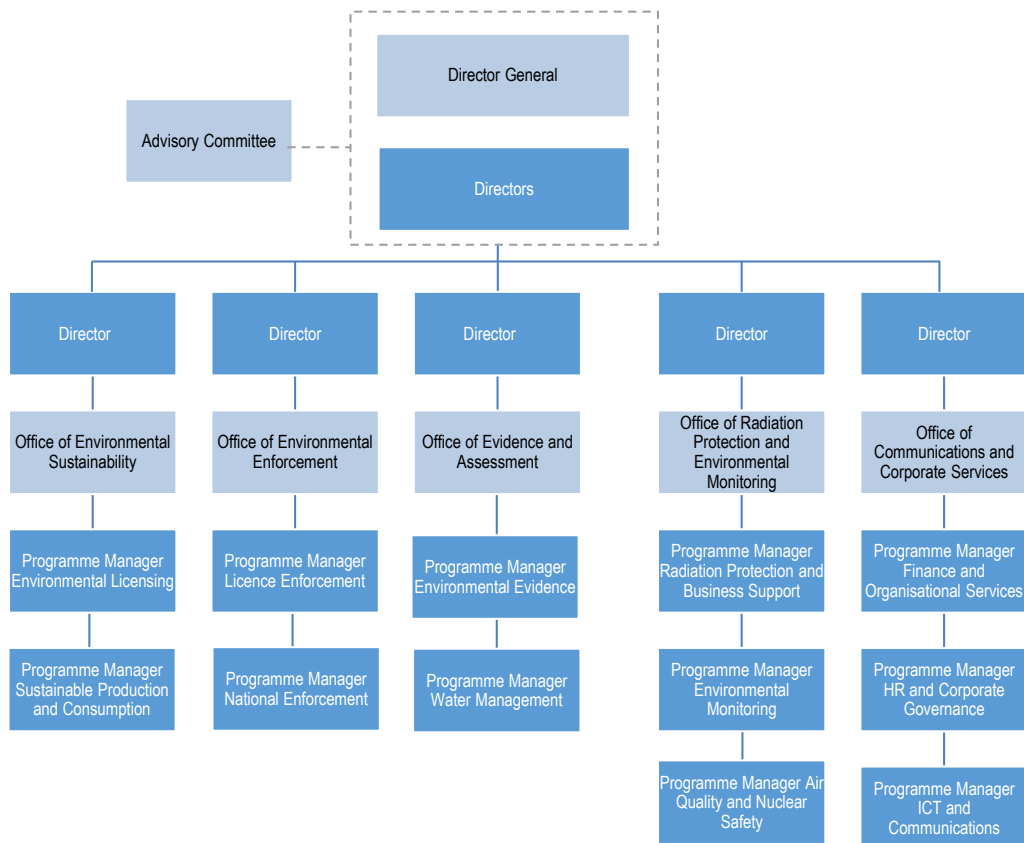 Director General
Advisory Committee
Directors
Director
Director
Director
Director
Director
Office of Environmental
Sustainability
Office of Environmental
Enforcement
Office of Evidence and
Assessment
Office of Radiation
Protection and
Environmental
Monitoring
Office of
Communications and
Corporate Services
Programme Manager
Environmental Licensing
Programme Manager
Licence Enforcement
Programme Manager
Environmental Evidence
Programme Manager
Radiation Protection and
Business Support
Programme Manager
Finance and
Organisational Services
Programme Manager
Sustainable Production
and Consumption
Programme Manager
National Enforcement
Programme Manager
Water Management
Programme Manager
Environmental
Monitoring
Programme Manager
HR and Corporate
Governance
Programme Manager Air
Quality and Nuclear
Safety
Programme Manager
ICT and
Communications